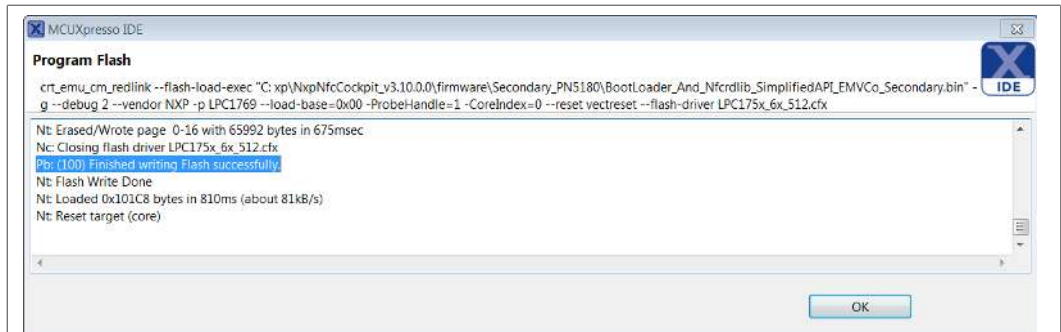 MCUXpresso IDE
Program Flash
crt_emu_cm_redlink --flash-load-exec "C: xp\NxpNfcCockpit_v3.10.0.0\firmware\Secondary_PN5180\BootLoader_And_Nfcrdlib_SimplifiedAPI_EMVCo_Secondary.bin" -
g --debug 2 --vendor NXP -p LPC1769 --load-base=0x00 -ProbeHandle=1 -CoreIndex=0 --reset vectreset --flash-driver LPC175x_6x_512.cfx
IDE
Nt: Erased/Wrote page 0-16 with 65992 bytes in 675msec
Nc: Closing flash driver LPC175x_6x_512.cfx
Pb: (100) Finished writing Flash successfully.
Nt: Flash Write Done
Nt: Loaded 0x101C8 bytes in 810ms (about 81kB/s)
Nt: Reset target (core)
OK